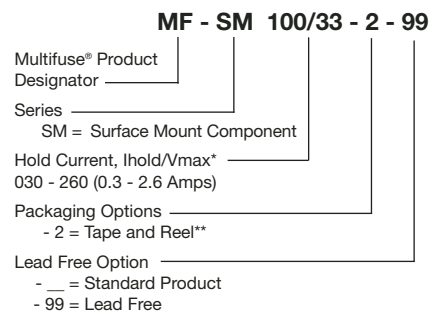 MF - SM 100/33 - 2 - 99
Multifuse® Product
Designator
Series
SM = Surface Mount Component
Hold Current, Ihold/Vmax*
030 - 260 (0.3 - 2.6 Amps)
Packaging Options
- 2 = Tape and Reel**
Lead Free Option
- __ = Standard Product
- 99 = Lead Free